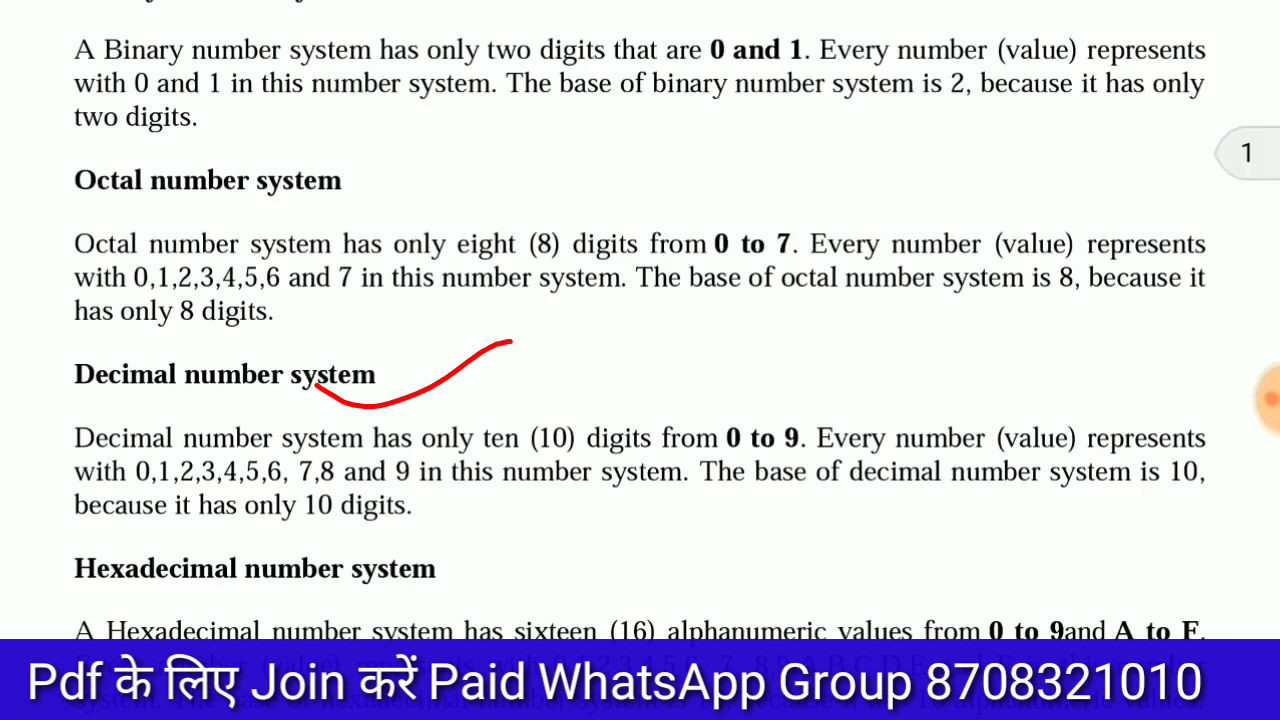 A Binary number system has only two digits that are 0 and 1. Every number (value) represents
with 0 and 1 in this number system. The base of binary number system is 2, because it has only
two digits.
1
Octal number system
Octal number system has only eight (8) digits from 0 to 7. Every number (value) represents
with 0,1,2,3,4,5,6 and 7 in this number system. The base of octal number system is 8, because it
has only 8 digits.
Decimal number system
Decimal number system has only ten (10) digits from 0 to 9. Every number (value) represents
with 0,1,2,3,4,5,6, 7,8 and 9 in this number system. The base of decimal number system is 10,
because it has only 10 digits.
Hexadecimal number system
A Hexadecimal number system has sixteen (16) alphanumeric values from 0 to 9and A to F.
Pdf के लिए Join करें Paid WhatsApp Group 8708321010